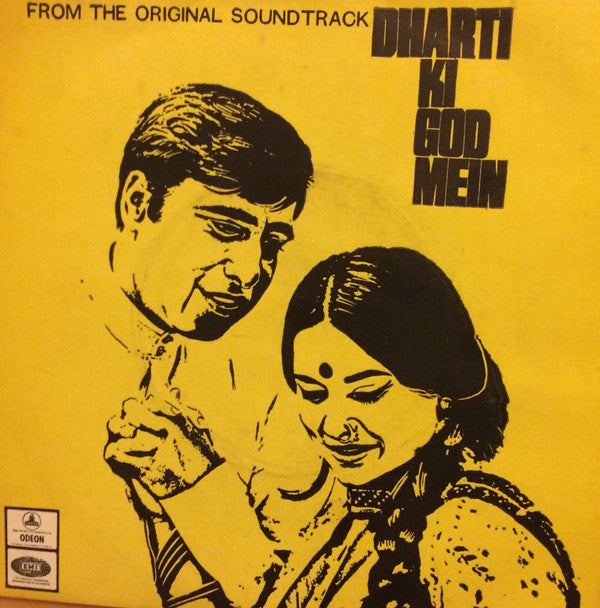 FROM THE ORIGINAL SOUNDTRACK
DHARTI
KI
GOD
MEIN
ODEON
EMI